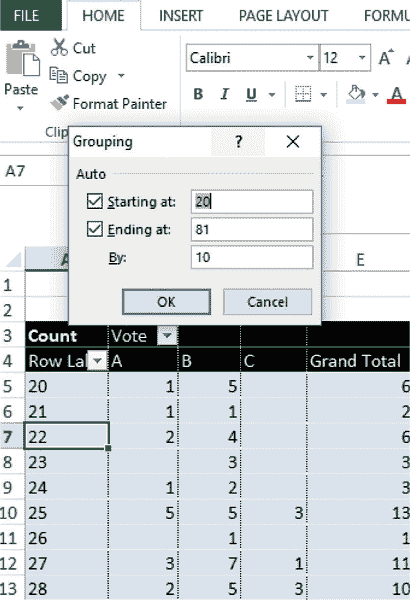 FILE HOME INSERT PAGE LAYOUT FORMU
Cut
Copy
Paste
Format Painter
Clip
Calibri 12 A A
B I U A
Grouping ? X
A7
Auto
Starting at: 20
Ending at: 81
By: 10
OK Cancel
A E
1
2
3 Count Vote
4 Row La A B C Grand Total
5 20 1 5 6
6 21 1 1 2
7 22 2 4 6
8 23 3 3
9 24 1 2 3
10 25 5 5 3 13
11 26 1 1
12 27 3 7 1 11
13 28 2 5 3 10